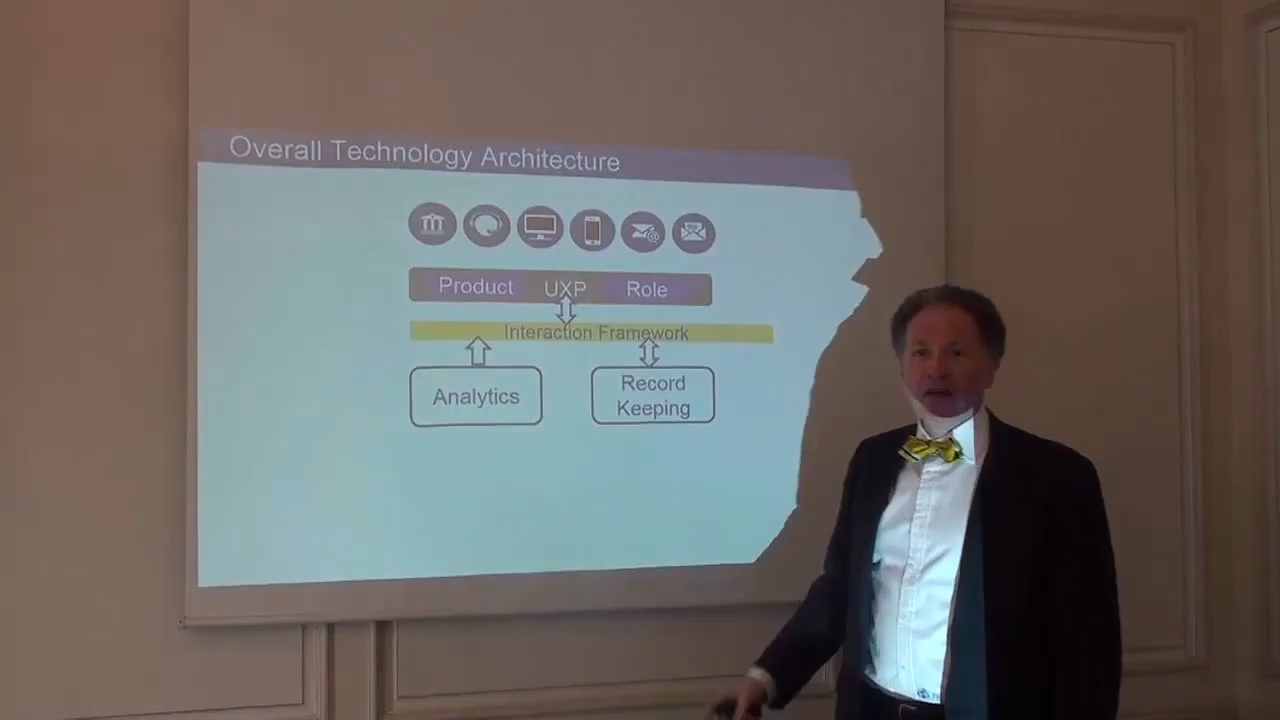 Overall Technology Architecture
Product UXP Role
Interaction Framework
Analytics
Record
Keeping